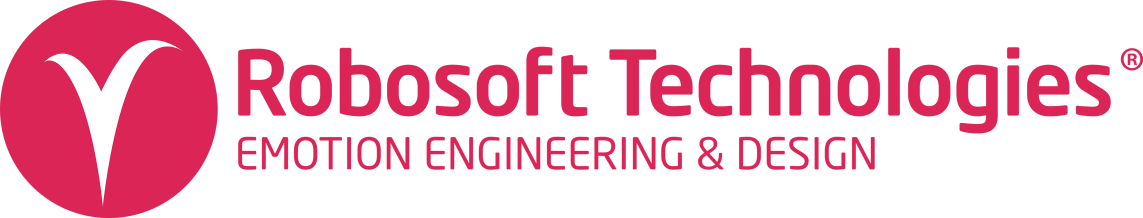 Robosoft Technologies®
EMOTION ENGINEERING & DESIGN